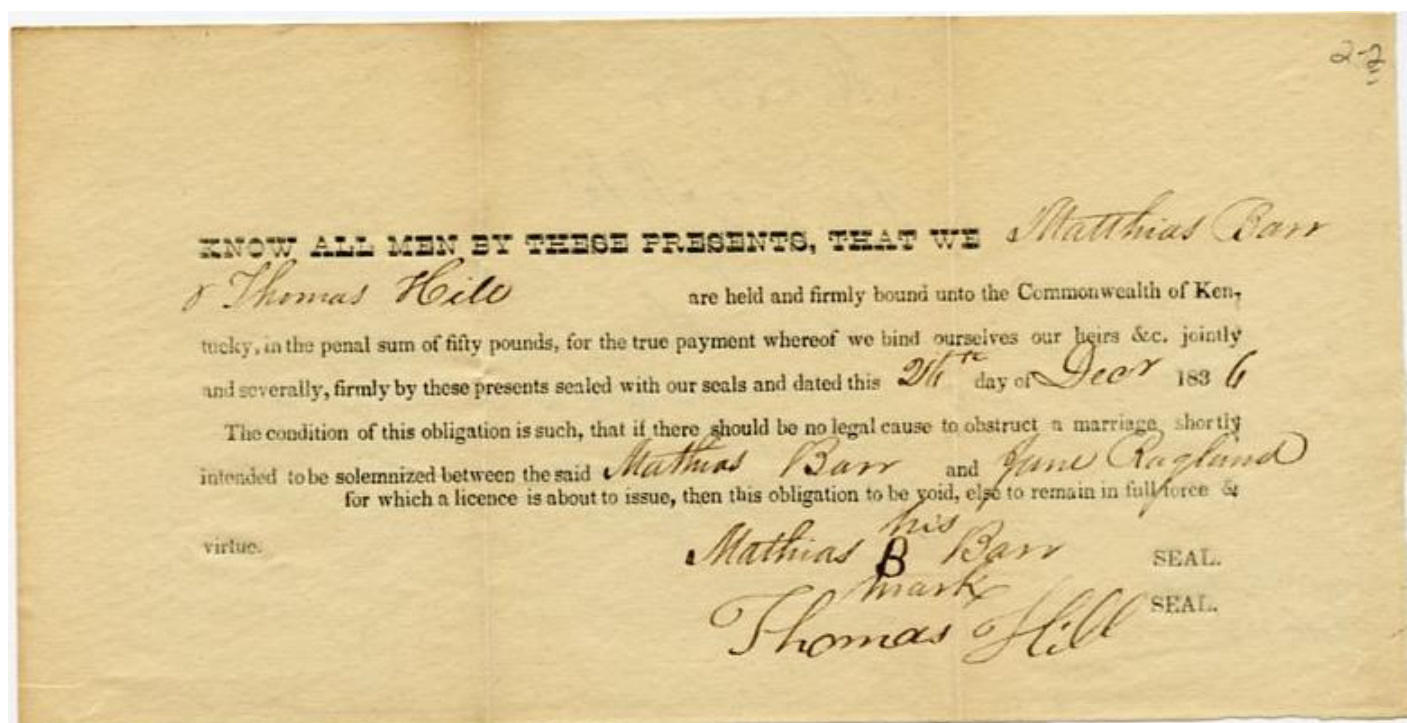 KNOW ALL MEN BY THESE PRESENTS, THAT WE Matthias Barr
& Thomas Hill are held and firmly bound unto the Commonwealth of Ken-
tucky, in the penal sum of fifty pounds, for the true payment whereof we bind ourselves our heirs &c. jointly
and severally, firmly by these presents sealed with our seals and dated this day of Decr 1836
The condition of this obligation is such, that if there should be no legal cause to obstruct a marriage shortly
intended to be solemnized between the said Mathias Barr and Jane Ragland
for which a licence is about to issue, then this obligation to be void, else to remain in full force &
virtue.
his
Mathias B Barr SEAL.
mark
Thomas Hill SEAL.